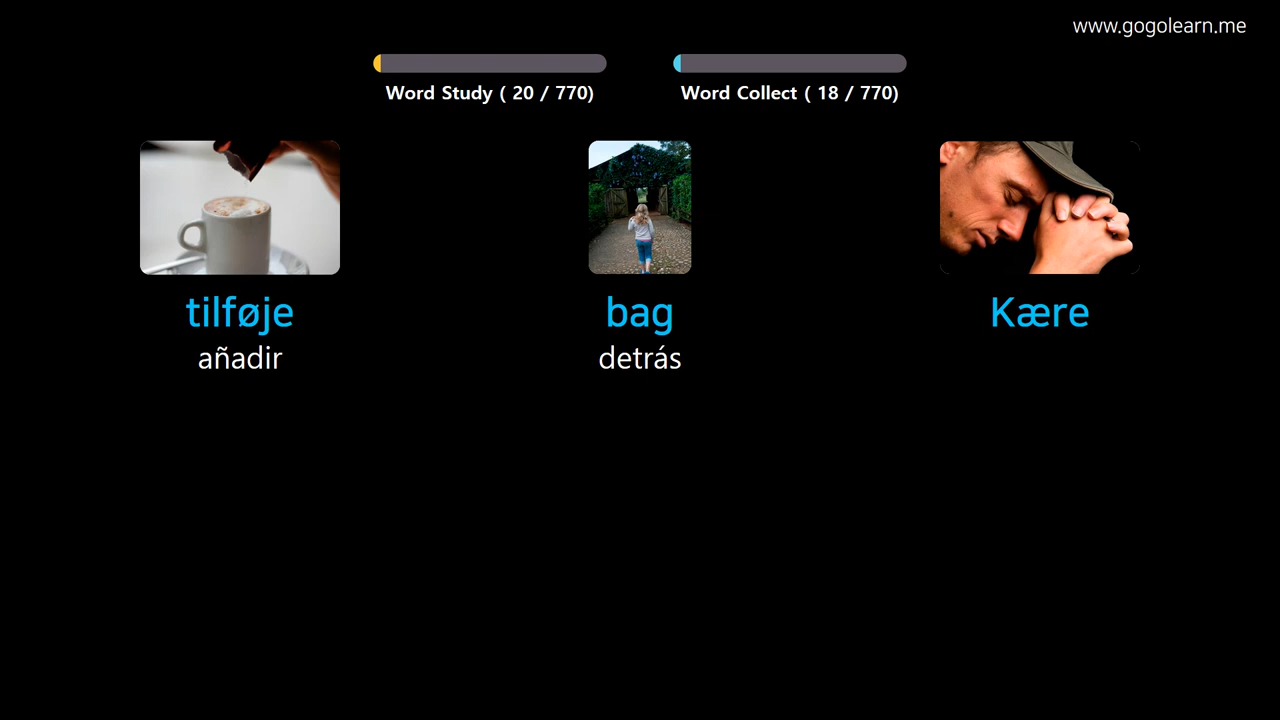 www.gogolearn.me
Word Study ( 20 / 770)
Word Collect ( 18 / 770)
tilføje
bag
Kære
añadir
detrás